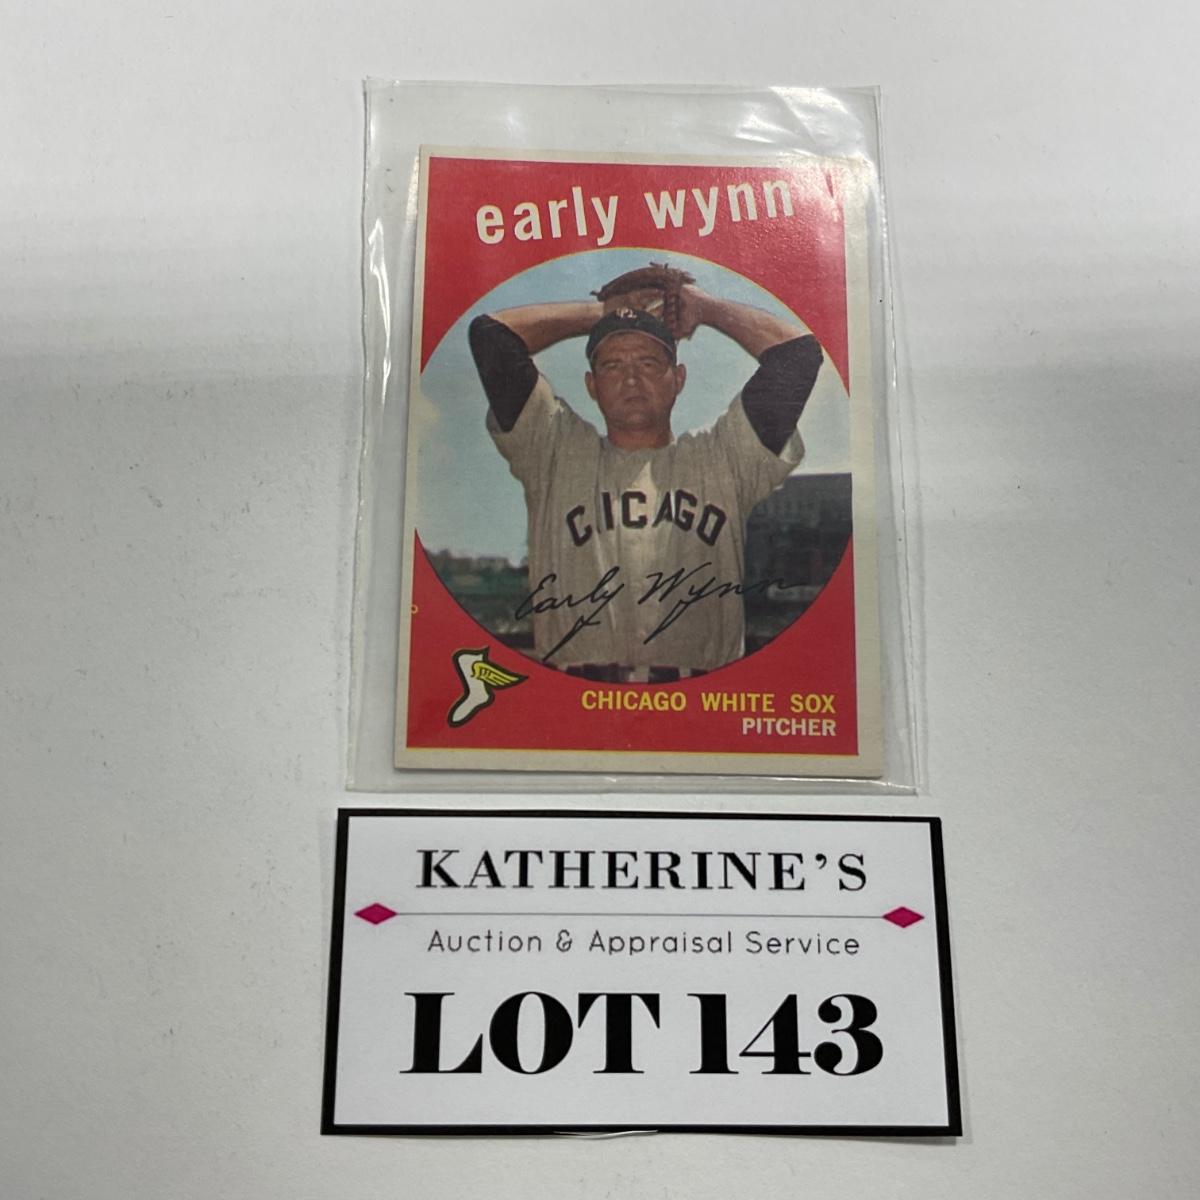 early wynn
CHICAGO
Early Wynn
CHICAGO WHITE SOX
PITCHER
KATHERINE'S
Auction & Appraisal Service
LOT 143